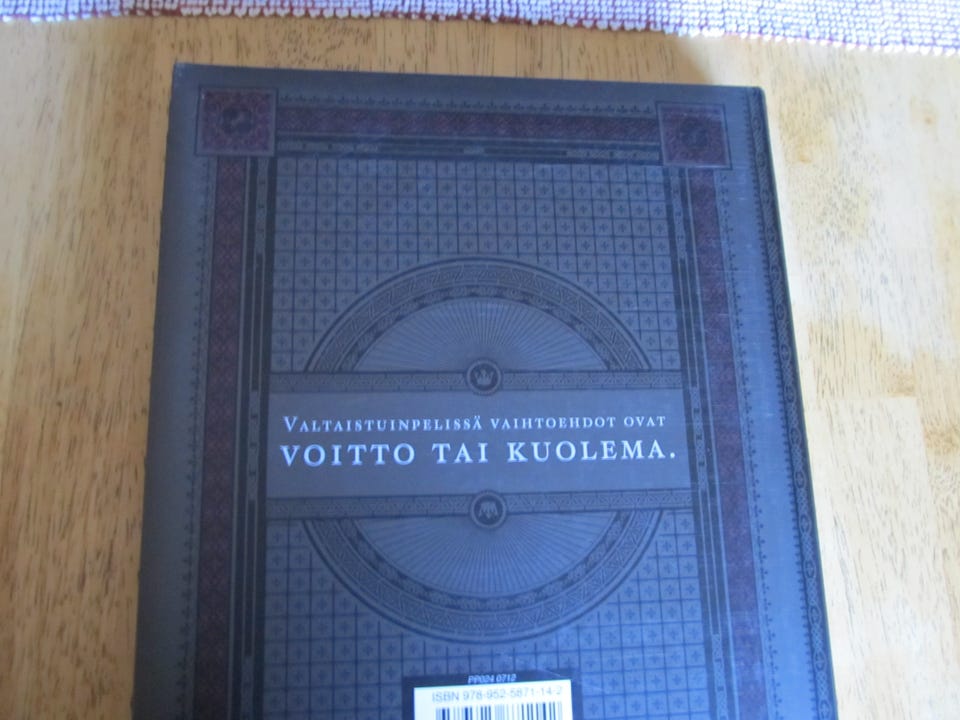 VALTAISTUINPELISSÄ VAIHTOEHDOT OVAT
VOITTO TAI KUOLEMA.
PP024 0712
ISBN 978-952-5871-14-2